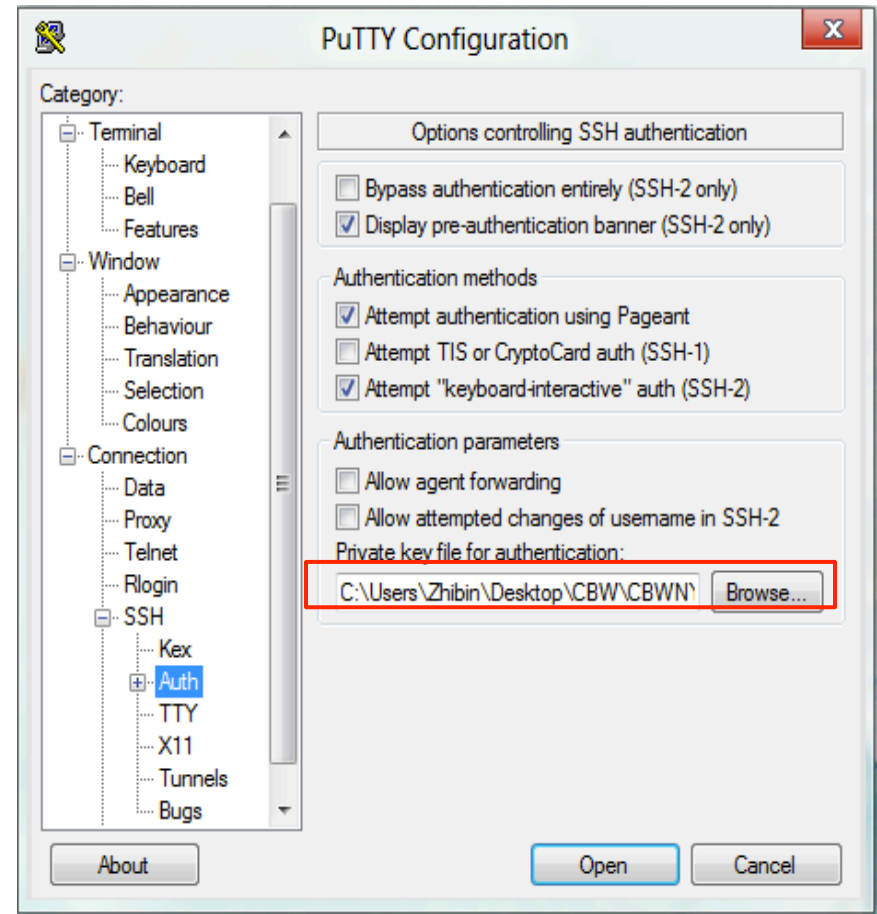 PuTTY Configuration
X
Category:
Terminal
Keyboard
Bell
Features
Window
Appearance
Behaviour
Translation
Selection
Colours
Connection
Data
Proxy
Telnet
Rlogin
SSH
Kex
Auth
TTY
X11
Tunnels
Bugs
Options controlling SSH authentication
Bypass authentication entirely (SSH-2 only)
Display pre-authentication banner (SSH-2 only)
Authentication methods
Attempt authentication using Pageant
Attempt TIS or CryptoCard auth (SSH-1)
Attempt "keyboard-interactive" auth (SSH-2)
Authentication parameters
Allow agent forwarding
Allow attempted changes of username in SSH-2
Private key file for authentication:
C:\Users\Zhibin\Desktop\CBW\CBWN
Browse...
About
Open
Cancel